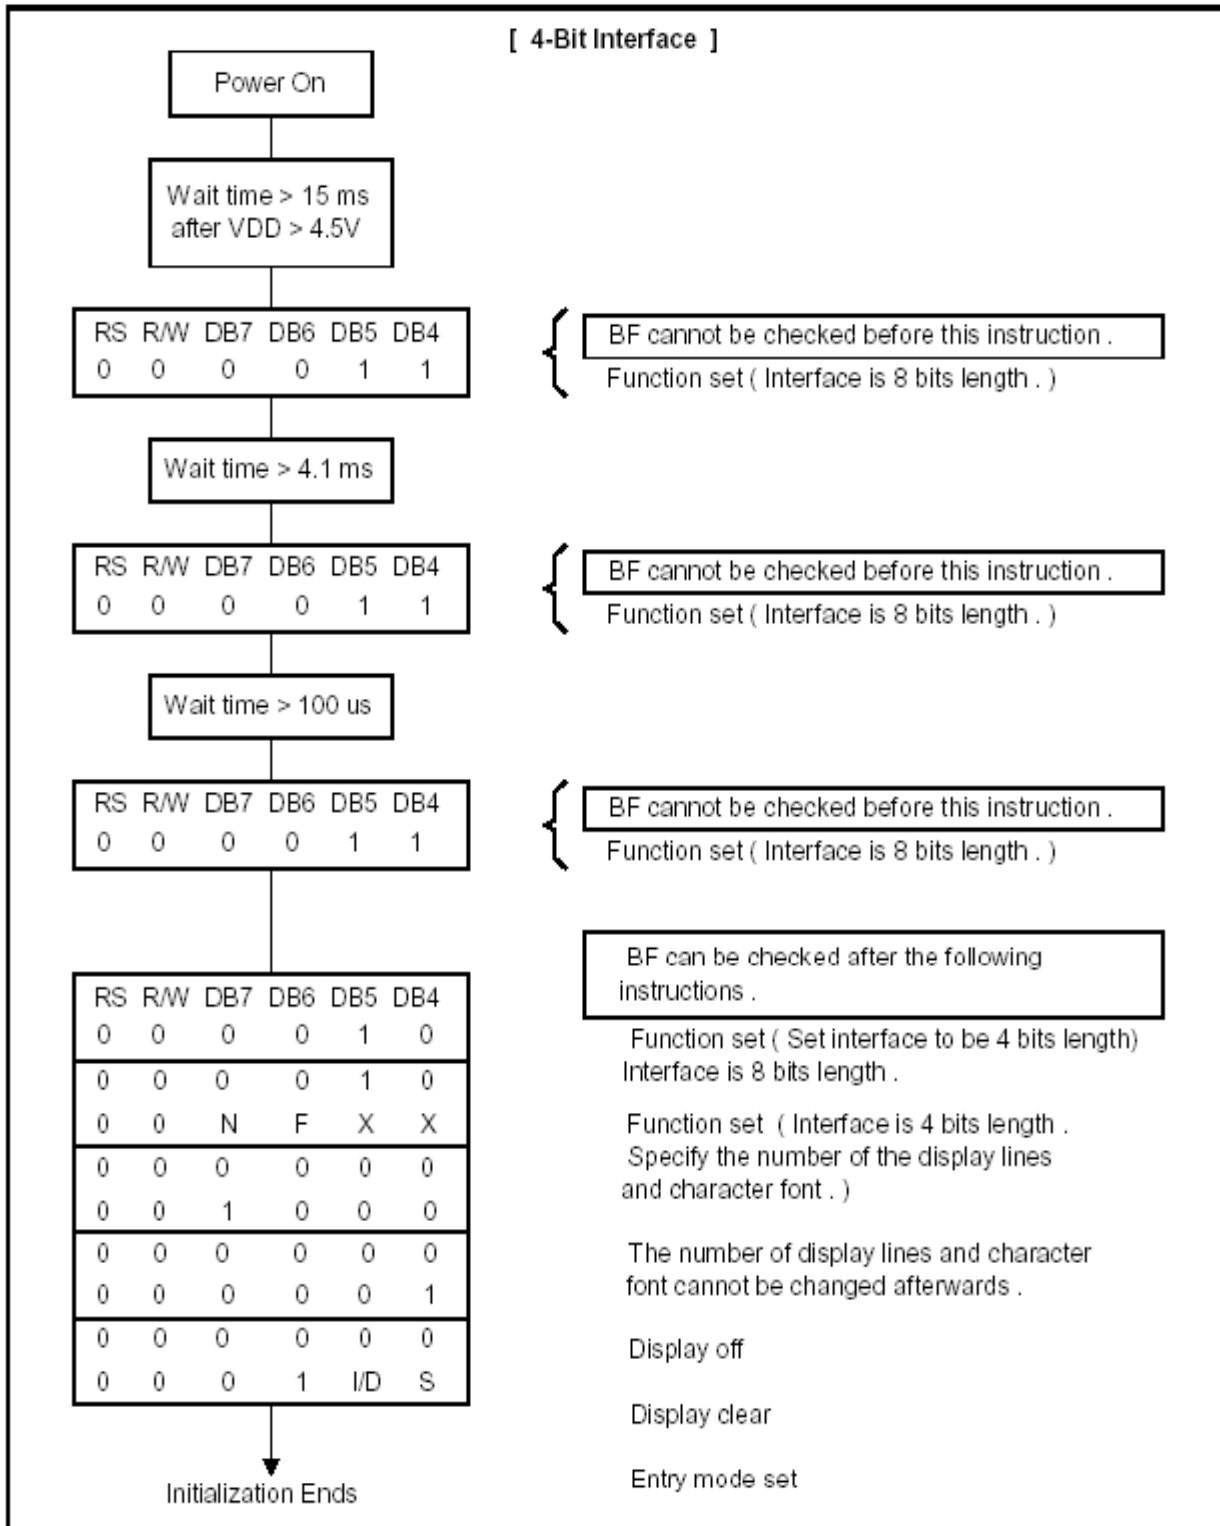 [ 4-Bit Interface ]
Power On
Wait time > 15 ms
after VDD > 4.5V
RS R/W DB7 DB6 DB5 DB4
0 0 0 0 1 1
BF cannot be checked before this instruction .
Function set ( Interface is 8 bits length . )
Wait time > 4.1 ms
RS R/W DB7 DB6 DB5 DB4
0 0 0 0 1 1
BF cannot be checked before this instruction .
Function set ( Interface is 8 bits length . )
Wait time > 100 us
RS R/W DB7 DB6 DB5 DB4
0 0 0 0 1 1
BF cannot be checked before this instruction .
Function set ( Interface is 8 bits length . )
RS R/W DB7 DB6 DB5 DB4
0 0 0 0 1 0
0 0 0 0 1 0
0 0 N F X X
0 0 0 0 0 0
0 0 1 0 0 0
0 0 0 0 0 0
0 0 0 0 0 1
0 0 0 0 0 0
0 0 0 1 I/D S
BF can be checked after the following
instructions .
Function set ( Set interface to be 4 bits length)
Interface is 8 bits length .
Function set ( Interface is 4 bits length .
Specify the number of the display lines
and character font . )
The number of display lines and character
font cannot be changed afterwards .
Display off
Display clear
Entry mode set
Initialization Ends